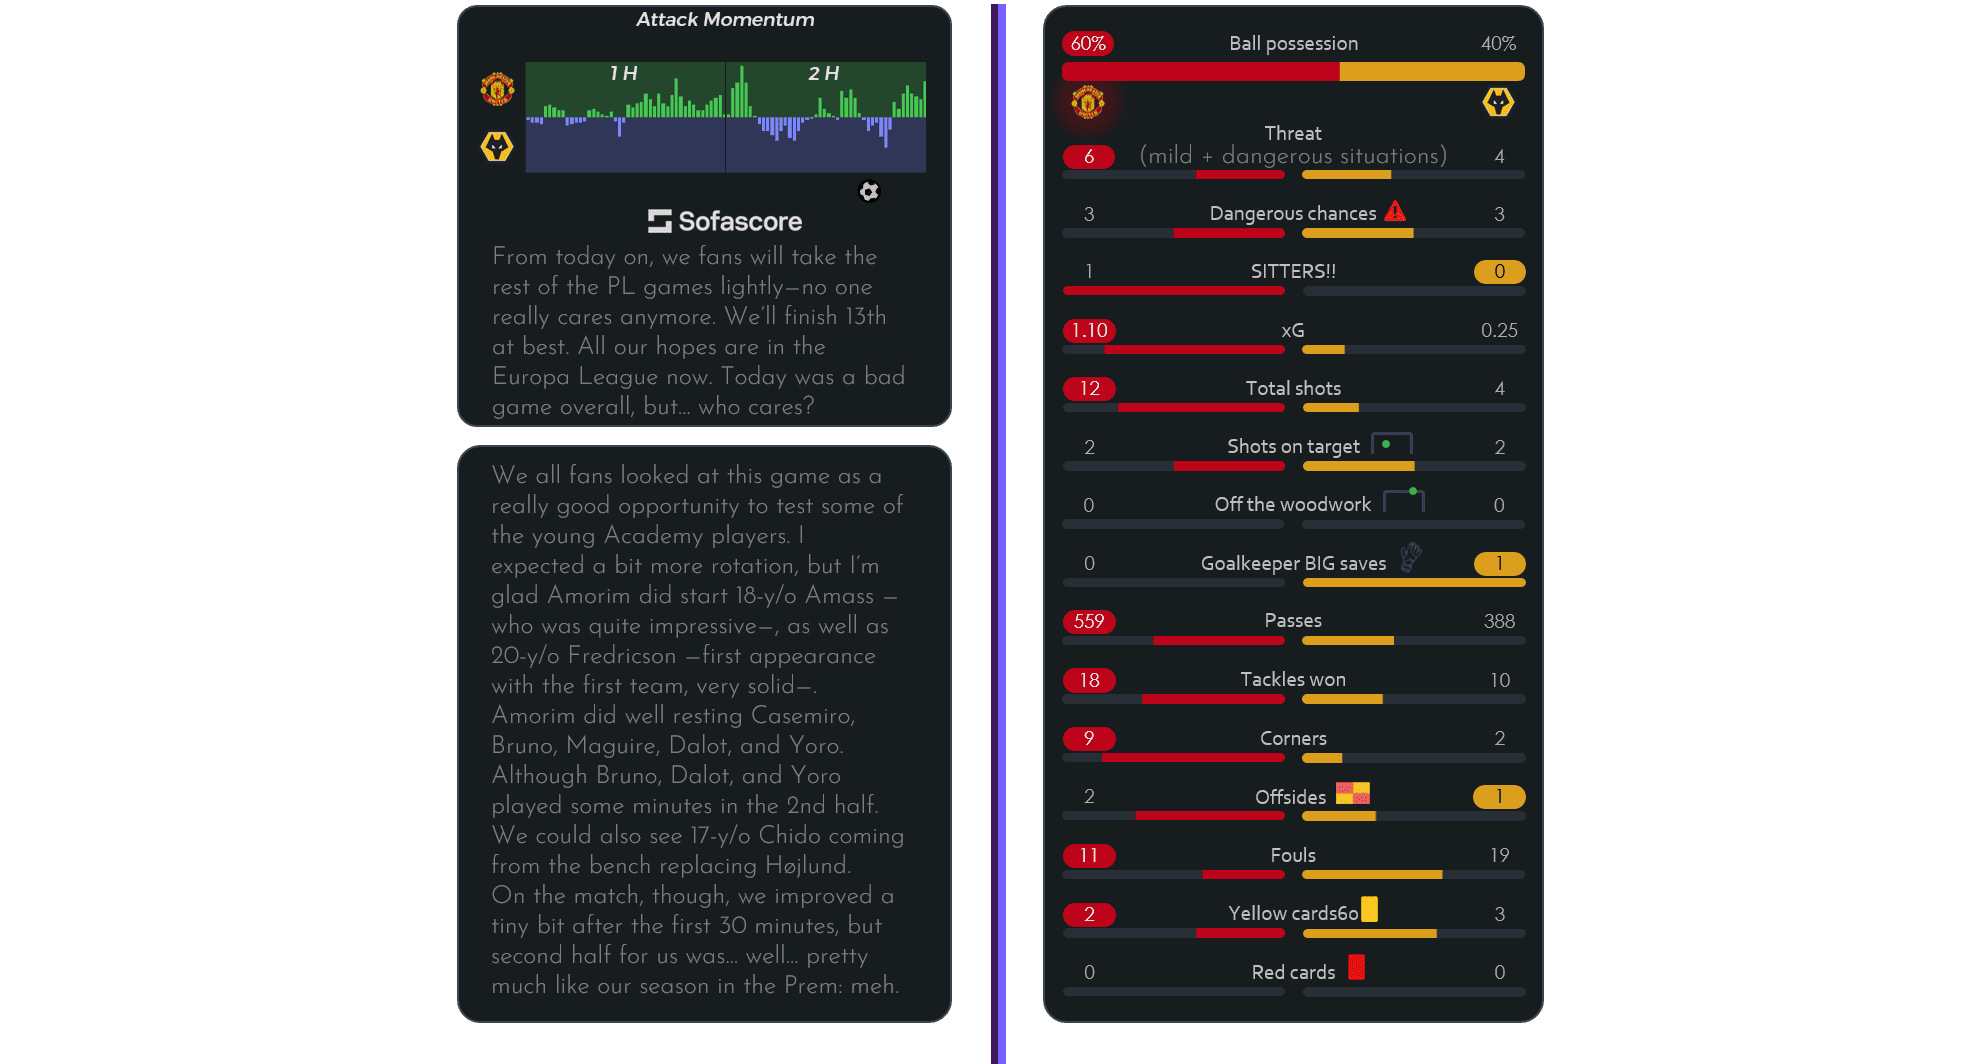 Attack Momentum
1 H
2 H
Sofascore
From today on, we fans will take the
rest of the PL games lightly–no one
really cares anymore. We'll finish 13th
at best. All our hopes are in the
Europa League now. Today was a bad
game overall, but... who cares?
We all fans looked at this game as a
really good opportunity to test some of
the young Academy players. I
expected a bit more rotation, but I'm
glad Amorim did start 18-y/o Amass –
who was quite impressive–, as well as
20-y/o Fredricson –first appearance
with the first team, very solid–.
Amorim did well resting Casemiro,
Bruno, Maguire, Dalot, and Yoro.
Although Bruno, Dalot, and Yoro
played some minutes in the 2nd half.
We could also see 17-y/o Chido coming
from the bench replacing Højlund.
On the match, though, we improved a
tiny bit after the first 30 minutes, but
second half for us was... well... pretty
much like our season in the Prem: meh.
60% Ball possession 40%
Threat
6 (mild + dangerous situations) 4
3 Dangerous chances 3
1 SITTERS!! 0
1.10 xG 0.25
12 Total shots 4
2 Shots on target 2
0 Off the woodwork 0
0 Goalkeeper BIG saves 1
559 Passes 388
18 Tackles won 10
9 Corners 2
2 Offsides 1
11 Fouls 19
2 Yellow cards6o 3
0 Red cards 0